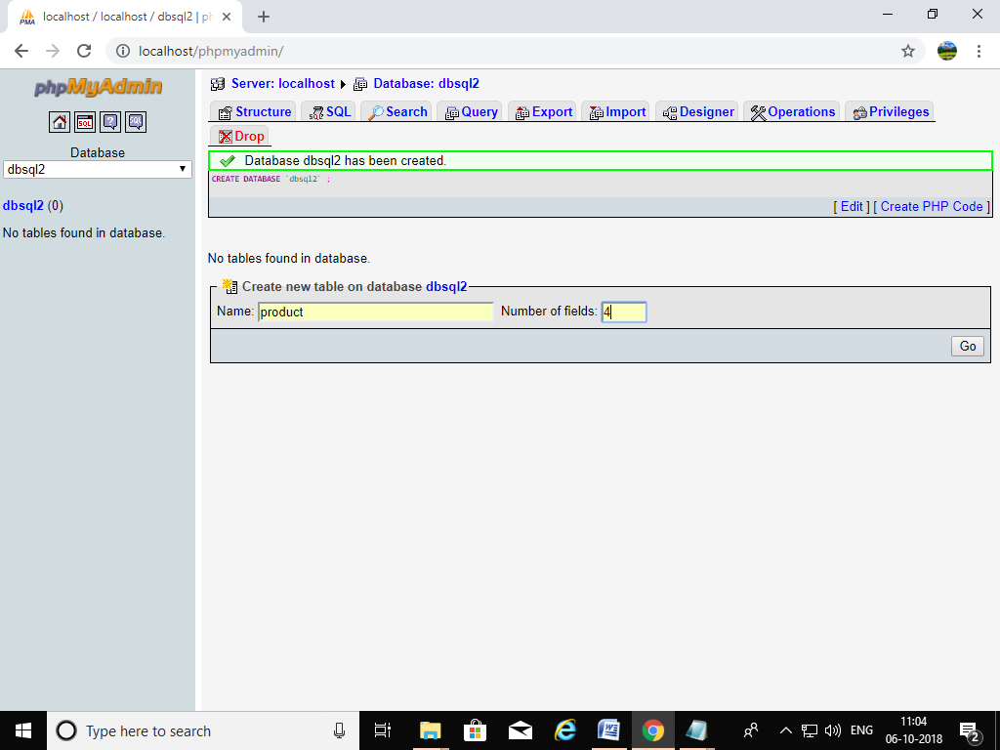 localhost / localhost / dbsql2 | ph
localhost/phpmyadmin/
phpMyAdmin
Database
dbsql2
dbsql2 (0)
No tables found in database.
Server: localhost Database: dbsql2
Structure SQL Search Query Export Import Designer Operations Privileges
Drop
Database dbsql2 has been created.
CREATE DATABASE `dbsql2` ;
[ Edit ] [ Create PHP Code ]
No tables found in database.
Create new table on database dbsql2
Name: product Number of fields: 4
Go
Type here to search
ENG
11:04
06-10-2018
2